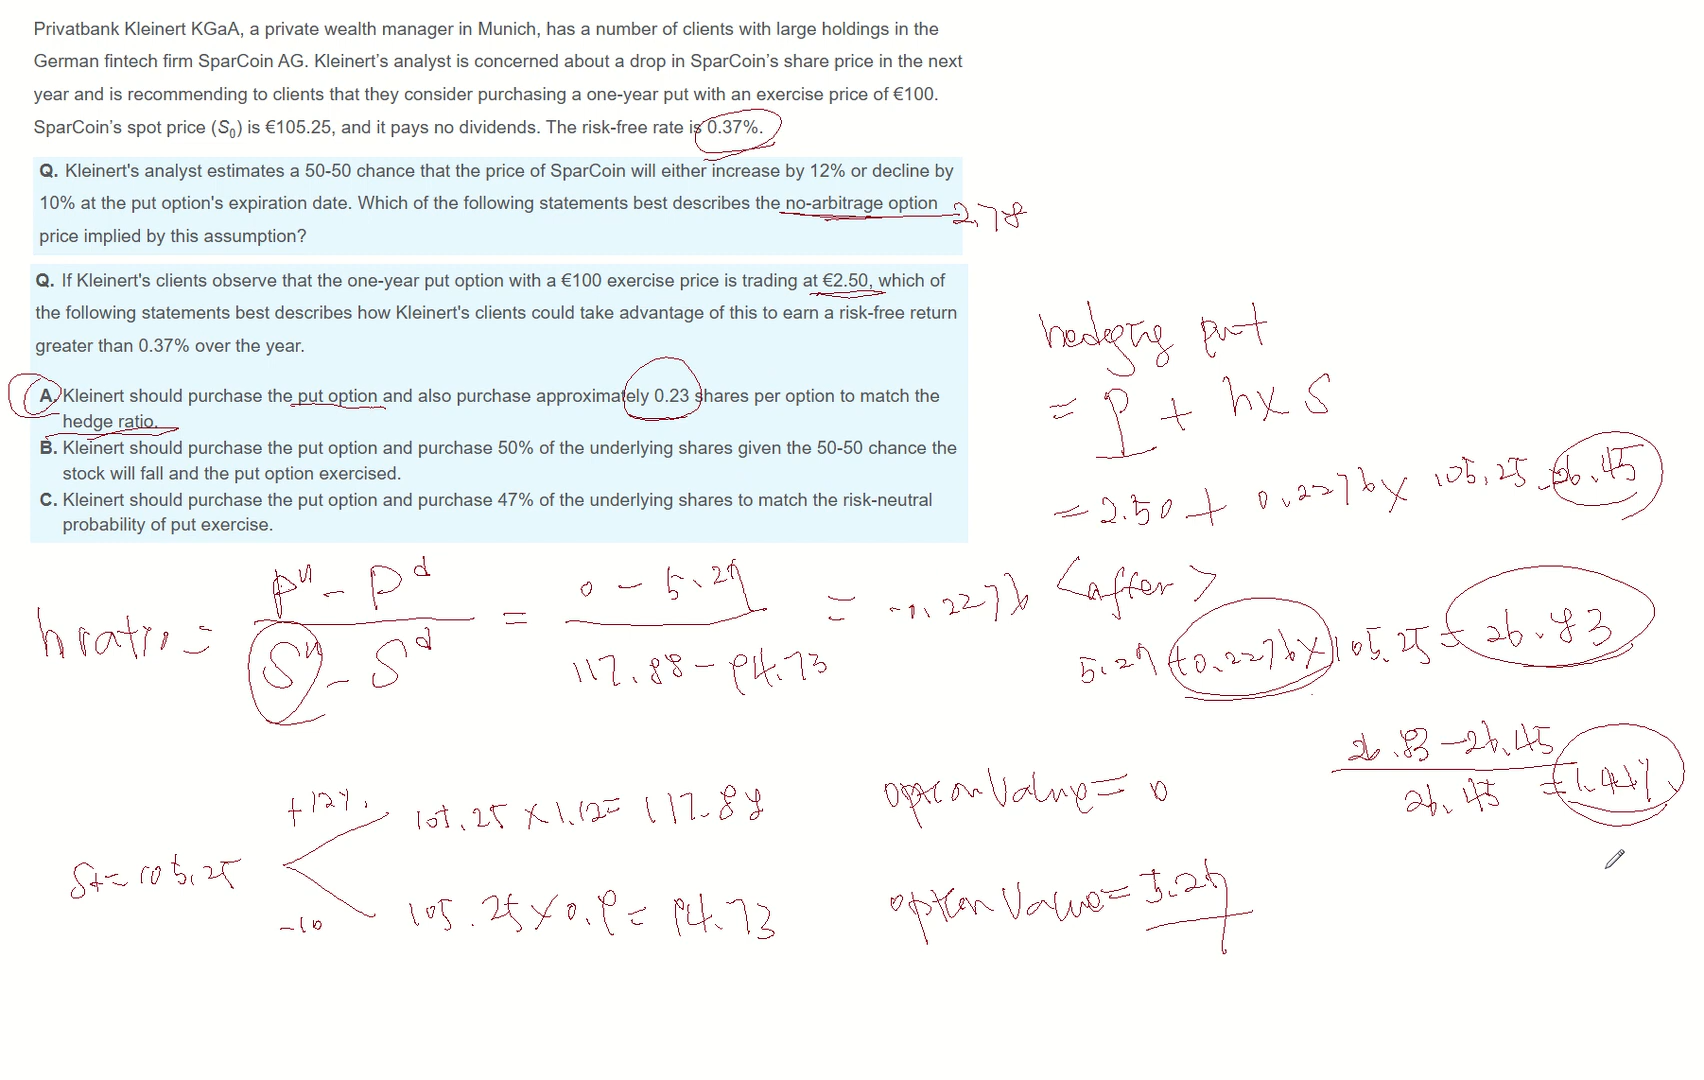 Privatbank Kleinert KGaA, a private wealth manager in Munich, has a number of clients with large holdings in the
German fintech firm SparCoin AG. Kleinert's analyst is concerned about a drop in SparCoin's share price in the next
year and is recommending to clients that they consider purchasing a one-year put with an exercise price of €100.
SparCoin's spot price (S₀) is €105.25, and it pays no dividends. The risk-free rate is 0.37%.
Q. Kleinert's analyst estimates a 50-50 chance that the price of SparCoin will either increase by 12% or decline by
10% at the put option's expiration date. Which of the following statements best describes the no-arbitrage option
price implied by this assumption?
2.78
Q. If Kleinert's clients observe that the one-year put option with a €100 exercise price is trading at €2.50, which of
the following statements best describes how Kleinert's clients could take advantage of this to earn a risk-free return
greater than 0.37% over the year.
A. Kleinert should purchase the put option and also purchase approximately 0.23 shares per option to match the
hedge ratio.
B. Kleinert should purchase the put option and purchase 50% of the underlying shares given the 50-50 chance the
stock will fall and the put option exercised.
C. Kleinert should purchase the put option and purchase 47% of the underlying shares to match the risk-neutral
probability of put exercise.
hedging put
= P + h x S
= 2.50 + 0.2276 x 105.25 = 26.45
<after>
5.27 + 0.2276 x 105.25 = 26.83
26.83 - 26.45
26.45
= 1.44%
h ratio =
Pᵘ - Pᵈ
Sᵘ - Sᵈ
=
0 - 5.27
117.88 - 94.73
= -0.2276
St = 105.25
+12%
105.25 x 1.12 = 117.88
option Value = 0
-10
105.25 x 0.9 = 94.73
option Value = 5.27